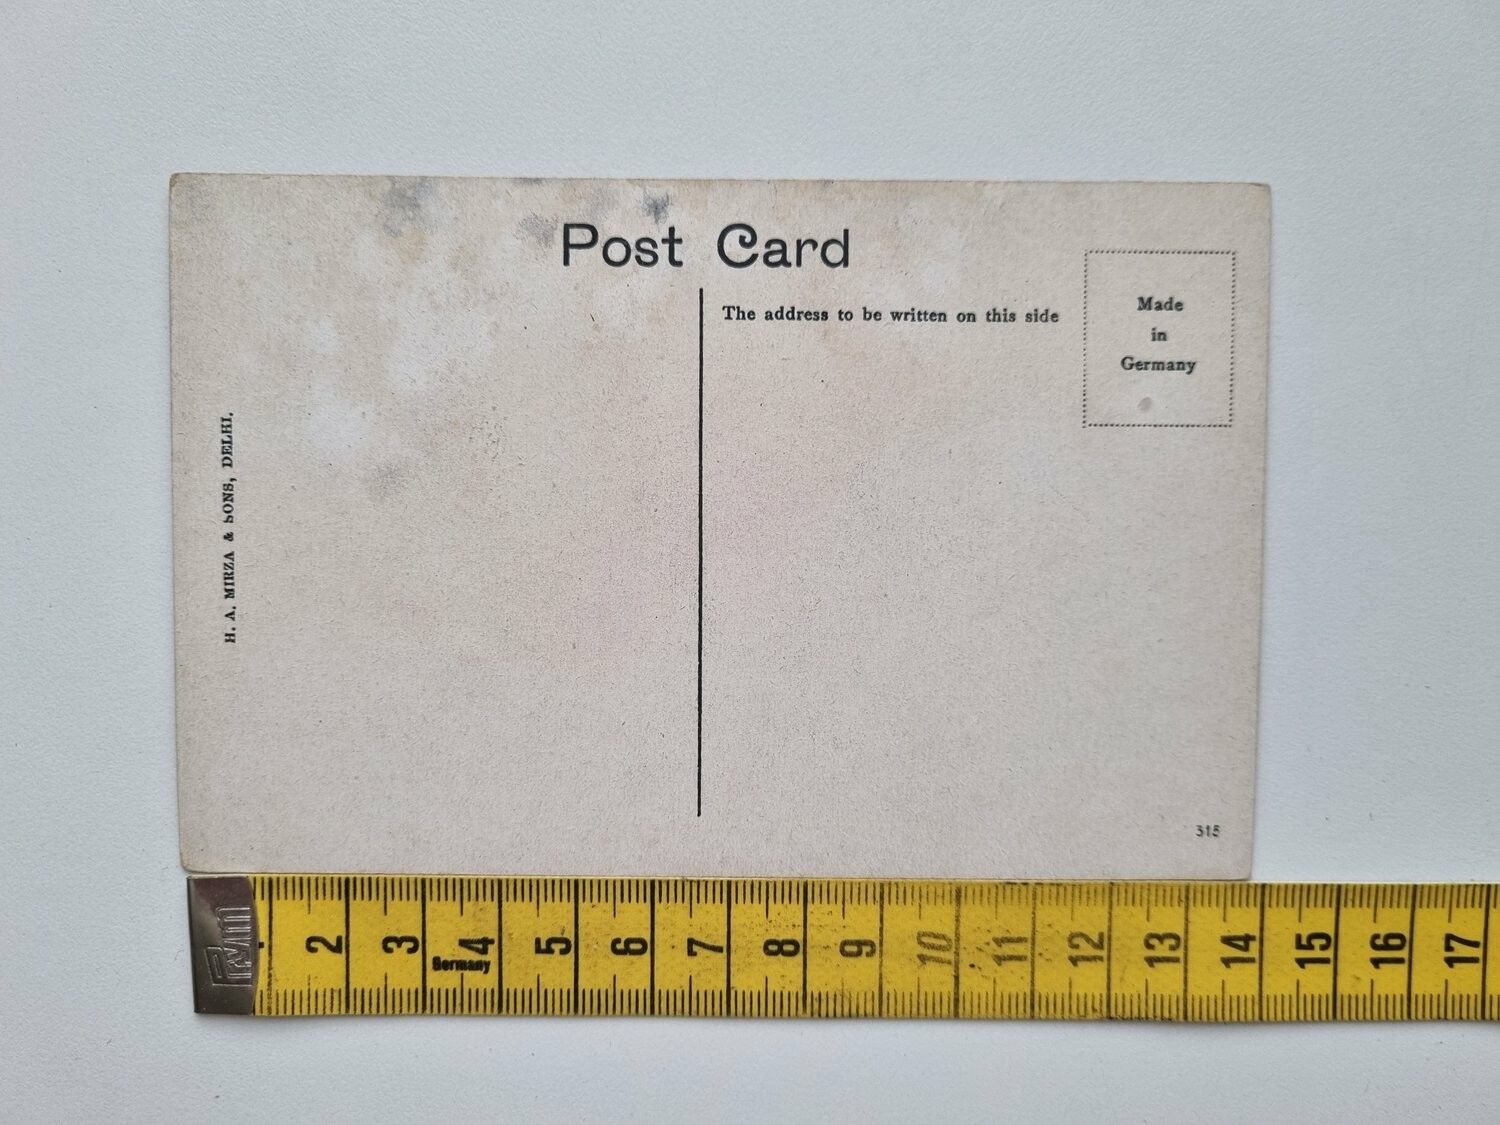 Post Card
The address to be written on this side
Made
in
Germany
H. A. MIRZA & SONS, DELHI.
315
Prym
2 3 4 5 6 7 8 9 10 11 12 13 14 15 16 17
Germany